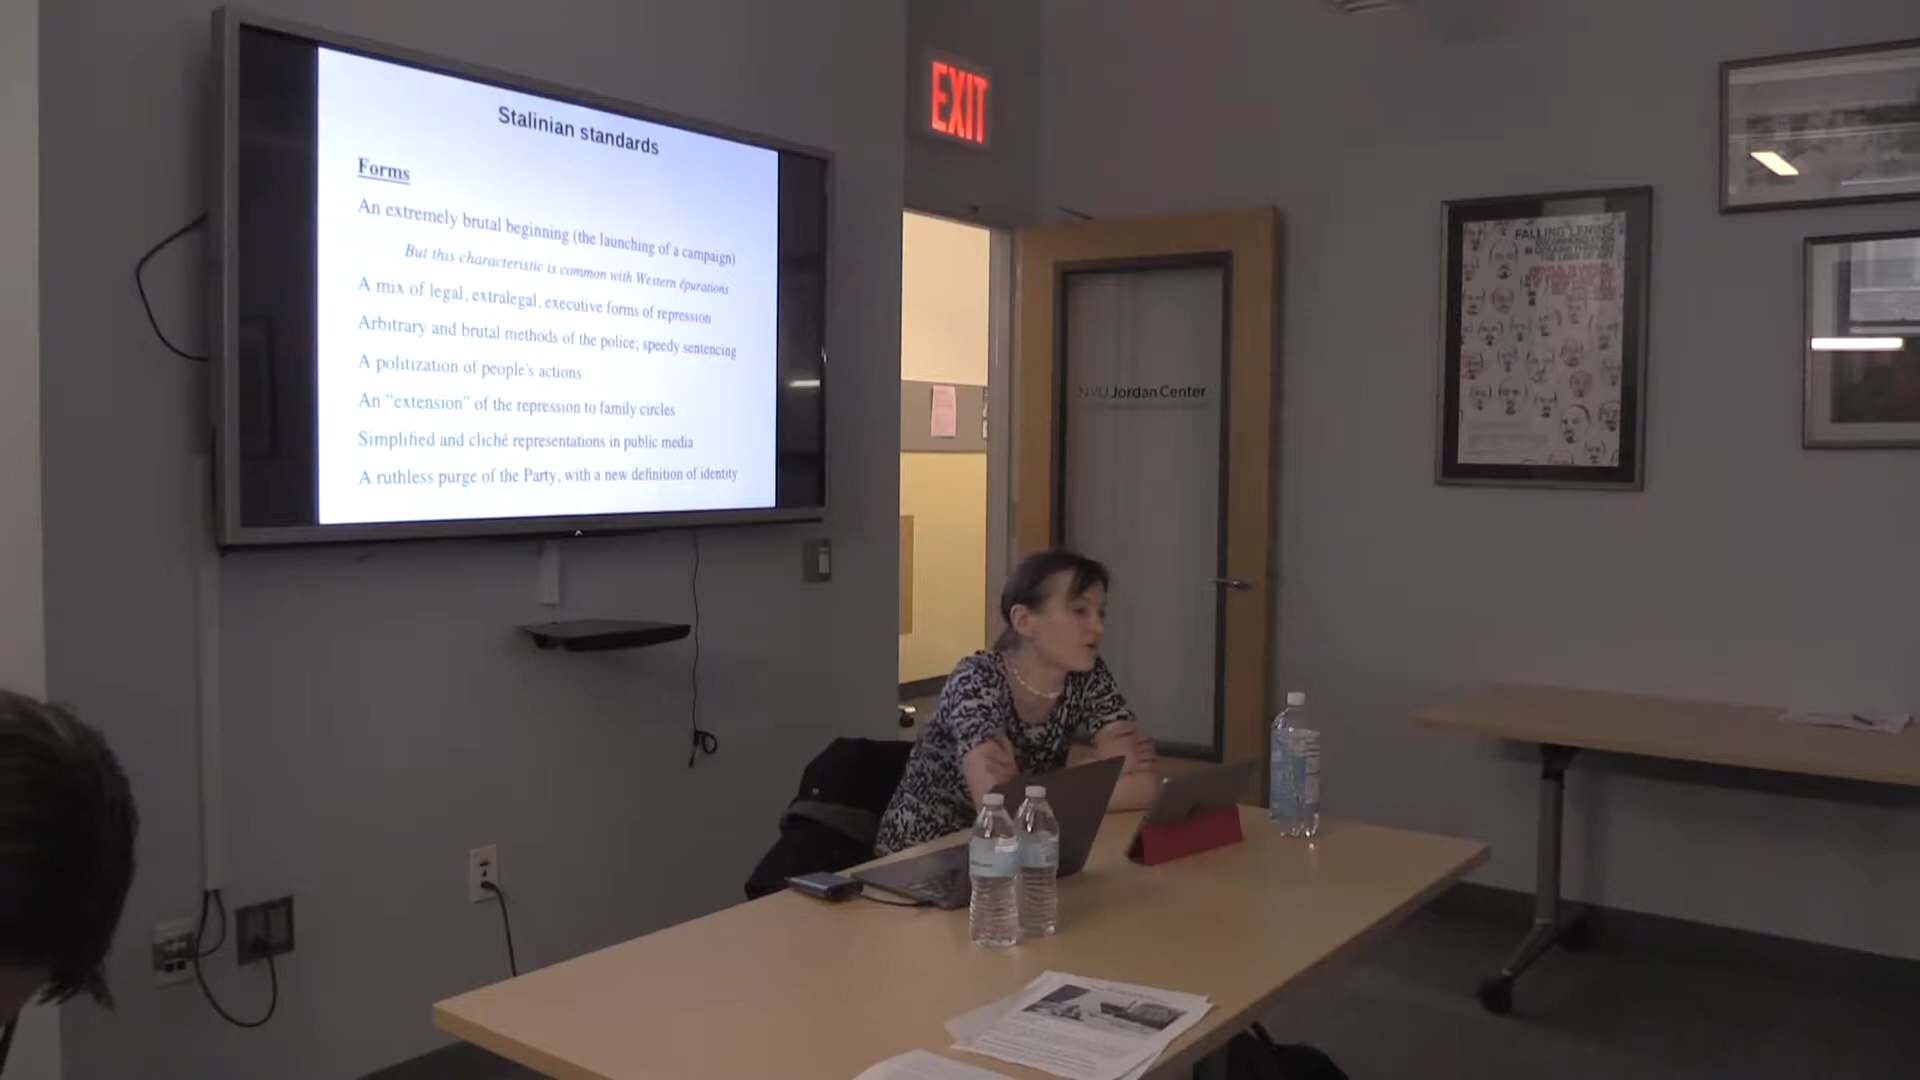 Stalinian standards
Forms
An extremely brutal beginning (the launching of a campaign)
But this characteristic is common with Western épurations
A mix of legal, extralegal, executive forms of repression
Arbitrary and brutal methods of the police; speedy sentencing
A politization of people's actions
An "extension" of the repression to family circles
Simplified and cliché representations in public media
A ruthless purge of the Party, with a new definition of identity
EXIT
NYU Jordan Center
FALLING LENINS